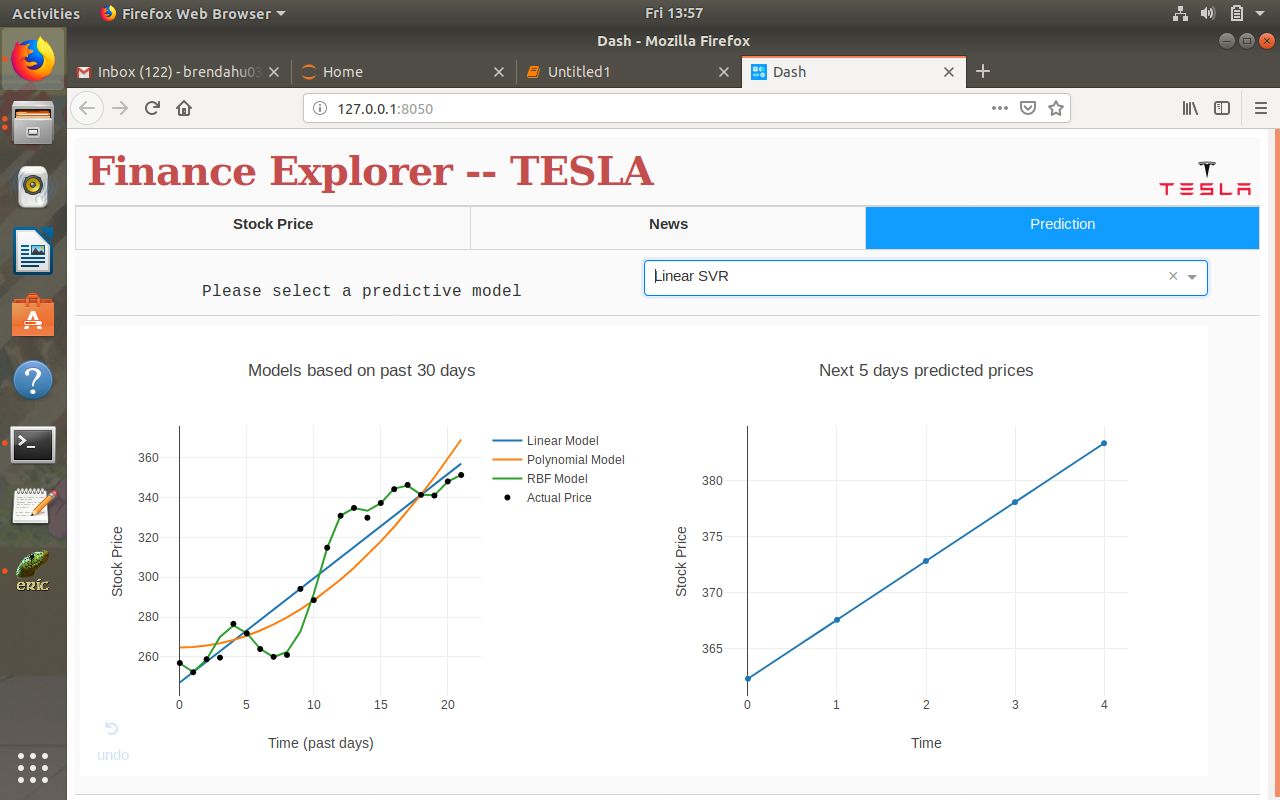 Activities Firefox Web Browser Fri 13:57
Dash - Mozilla Firefox
Inbox (122) - brendahu03 Home Untitled1 Dash
127.0.0.1:8050
Finance Explorer -- TESLA
TESLA
Stock Price News Prediction
Please select a predictive model
Linear SVR
Models based on past 30 days
Linear Model
Polynomial Model
RBF Model
Actual Price
360
340
320
300
280
260
Stock Price
0 5 10 15 20
Time (past days)
Next 5 days predicted prices
380
375
370
365
Stock Price
0 1 2 3 4
Time
undo
eric